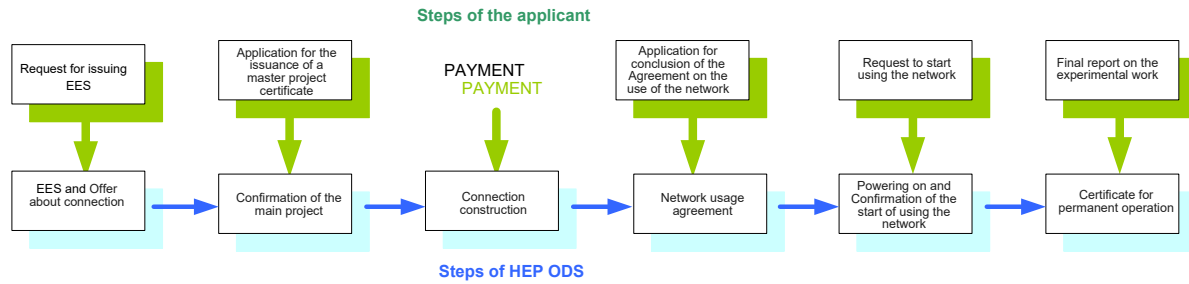 Steps of the applicant
Request for issuing
EES
Application for the
issuance of a
master project
certificate
PAYMENT
PAYMENT
Application for
conclusion of the
Agreement on the
use of the network
Request to start
using the network
Final report on the
experimental work
EES and Offer
about connection
Confirmation of the
main project
Connection
construction
Network usage
agreement
Powering on and
Confirmation of the
start of using the
network
Certificate for
permanent operation
Steps of HEP ODS